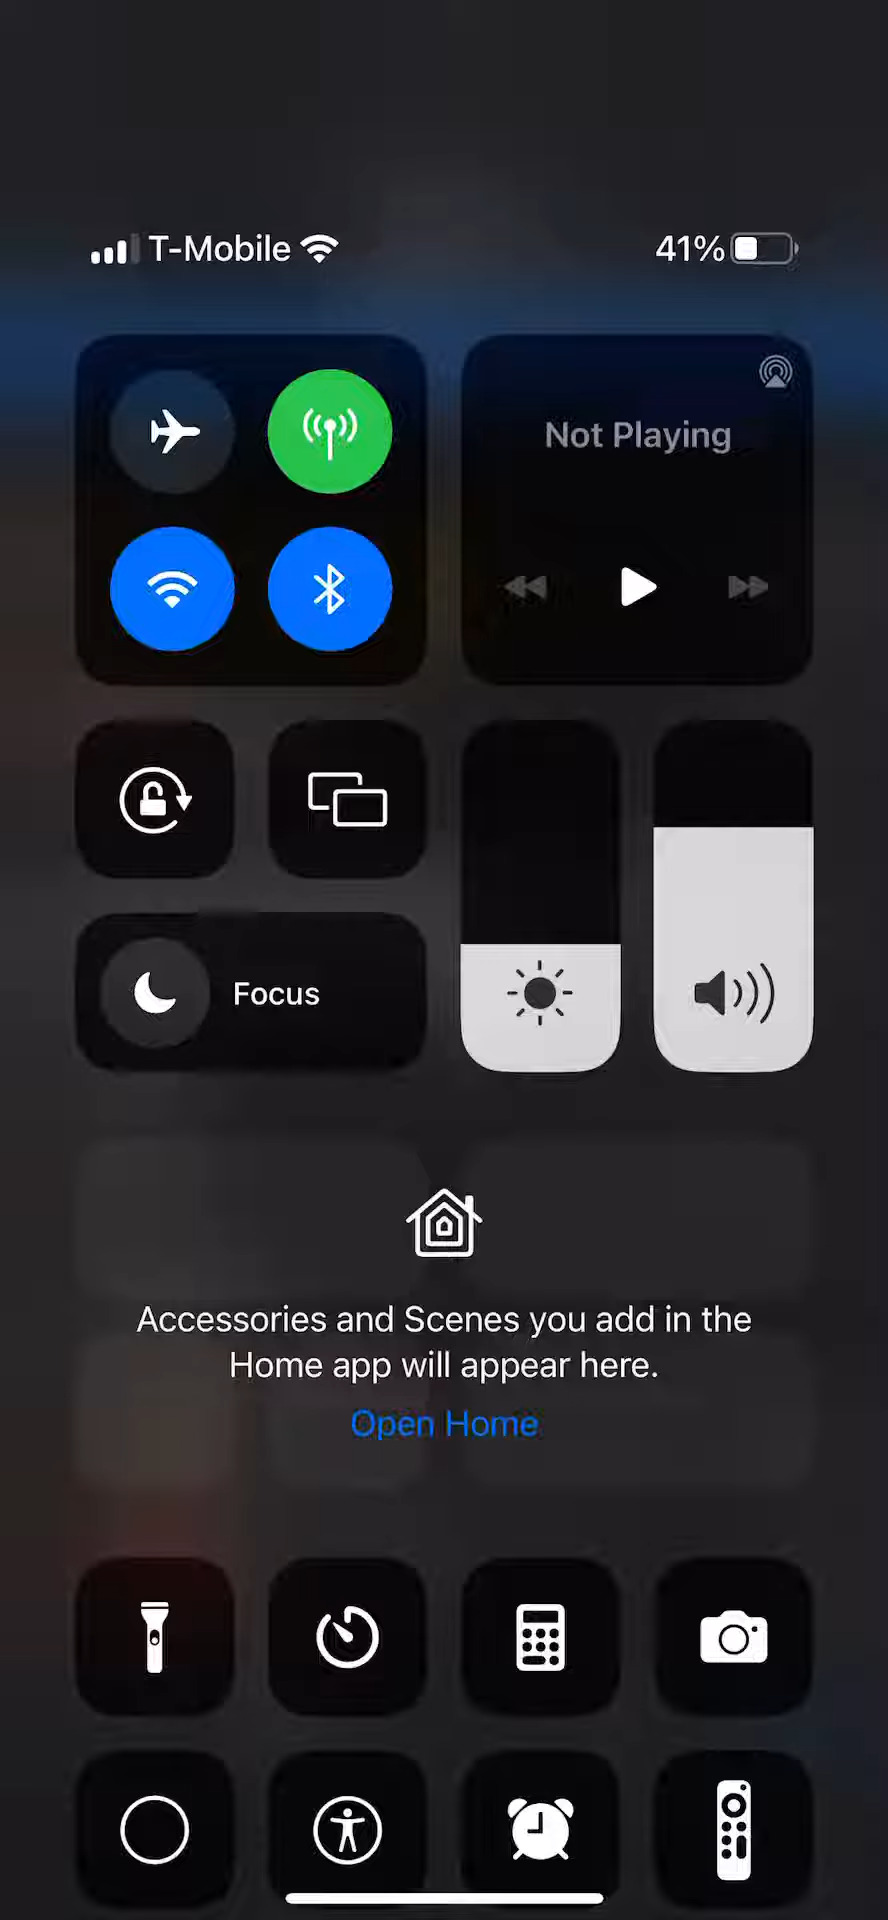 T-Mobile 41%
Not Playing
Focus
Accessories and Scenes you add in the
Home app will appear here.
Open Home